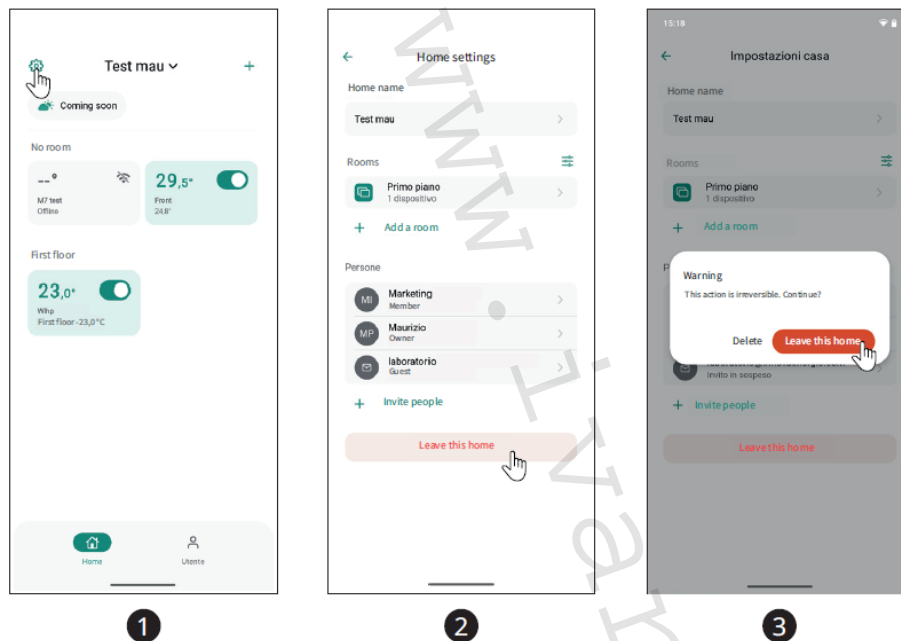 Test mau
+
Coming soon
No room
--°
M7 test
Offline
29,5°
Front
24,8°
First floor
23,0°
Whp
First floor -23,0°C
Home
Utente
1
Home settings
Home name
Test mau
Rooms
Primo piano
1 dispositivo
+ Add a room
Persone
MI
Marketing
Member
MP
Maurizio
Owner
laboratorio
Guest
+ Invite people
Leave this home
2
15:18
Impostazioni casa
Home name
Test mau
Rooms
Primo piano
1 dispositivo
+ Add a room
P
Warning
This action is irreversible. Continue?
Delete
Leave this home
Invito in sospeso
+ Invite people
Leave this home
3
www.ivar